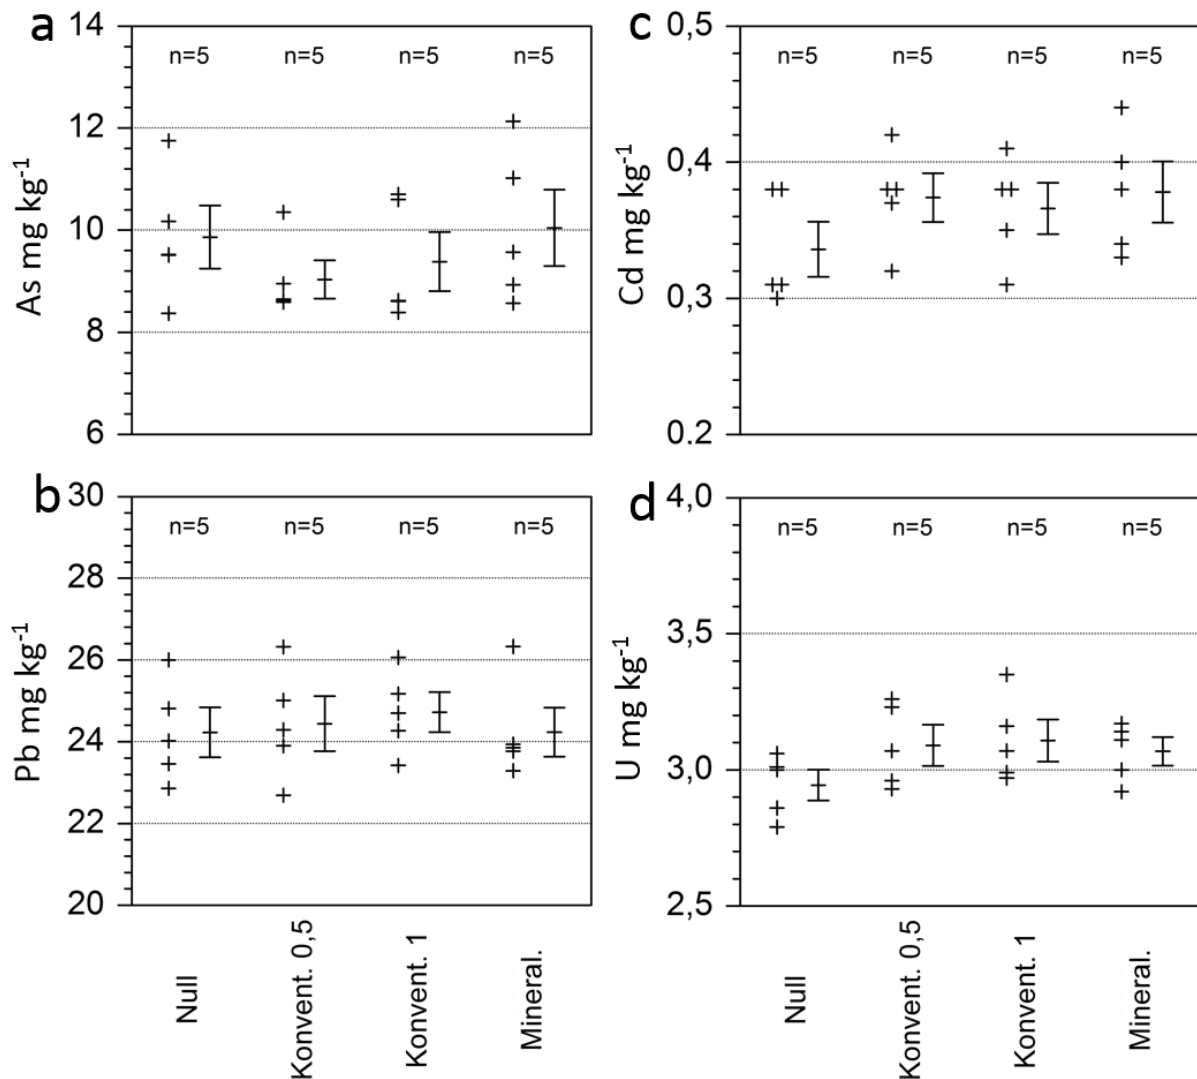 a
14
12
10
8
6
As mg kg-1
n=5 n=5 n=5 n=5
c
0,5
0,4
0,3
0,2
Cd mg kg-1
n=5 n=5 n=5 n=5
b
30
28
26
24
22
20
Pb mg kg-1
n=5 n=5 n=5 n=5
Null
Konvent. 0,5
Konvent. 1
Mineral.
d
4,0
3,5
3,0
2,5
U mg kg-1
n=5 n=5 n=5 n=5
Null
Konvent. 0,5
Konvent. 1
Mineral.